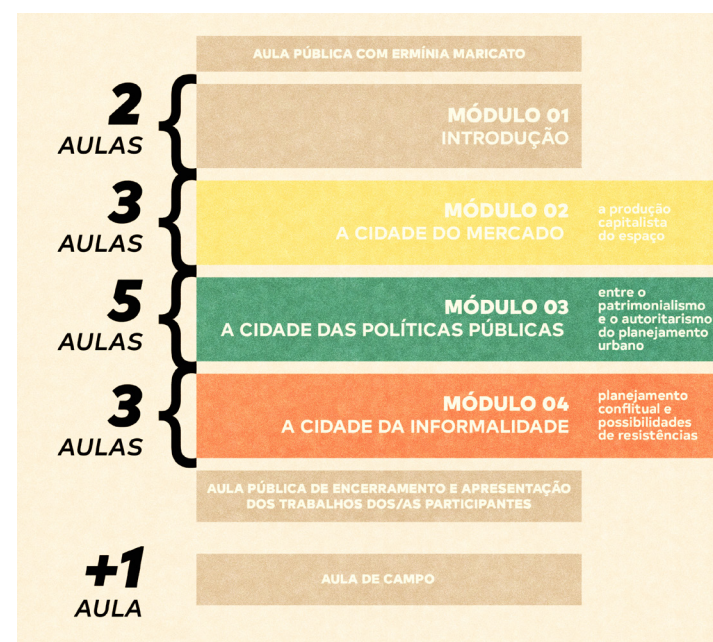 AULA PÚBLICA COM ERMÍNIA MARICATO
2
AULAS
MÓDULO 01
INTRODUÇÃO
3
AULAS
MÓDULO 02
A CIDADE DO MERCADO
a produção
capitalista
do espaço
5
AULAS
MÓDULO 03
A CIDADE DAS POLÍTICAS PÚBLICAS
entre o
patrimonialismo
e o autoritarismo
do planejamento
urbano
3
AULAS
MÓDULO 04
A CIDADE DA INFORMALIDADE
planejamento
conflitual e
possibilidades
de resistências
AULA PÚBLICA DE ENCERRAMENTO E APRESENTAÇÃO
DOS TRABALHOS DOS/AS PARTICIPANTES
+1
AULA
AULA DE CAMPO